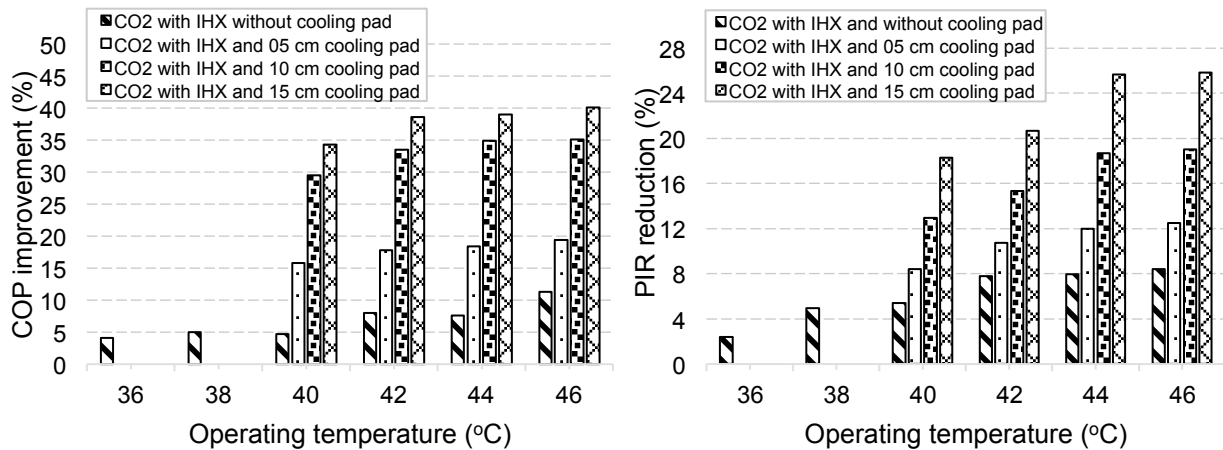 CO2 with IHX without cooling pad
CO2 with IHX and 05 cm cooling pad
CO2 with IHX and 10 cm cooling pad
CO2 with IHX and 15 cm cooling pad
COP improvement (%)
50
45
40
35
30
25
20
15
10
5
0
36 38 40 42 44 46
Operating temperature (°C)
CO2 with IHX and without cooling pad
CO2 with IHX and 05 cm cooling pad
CO2 with IHX and 10 cm cooling pad
CO2 with IHX and 15 cm cooling pad
PIR reduction (%)
28
24
20
16
12
8
4
0
36 38 40 42 44 46
Operating temperature (°C)